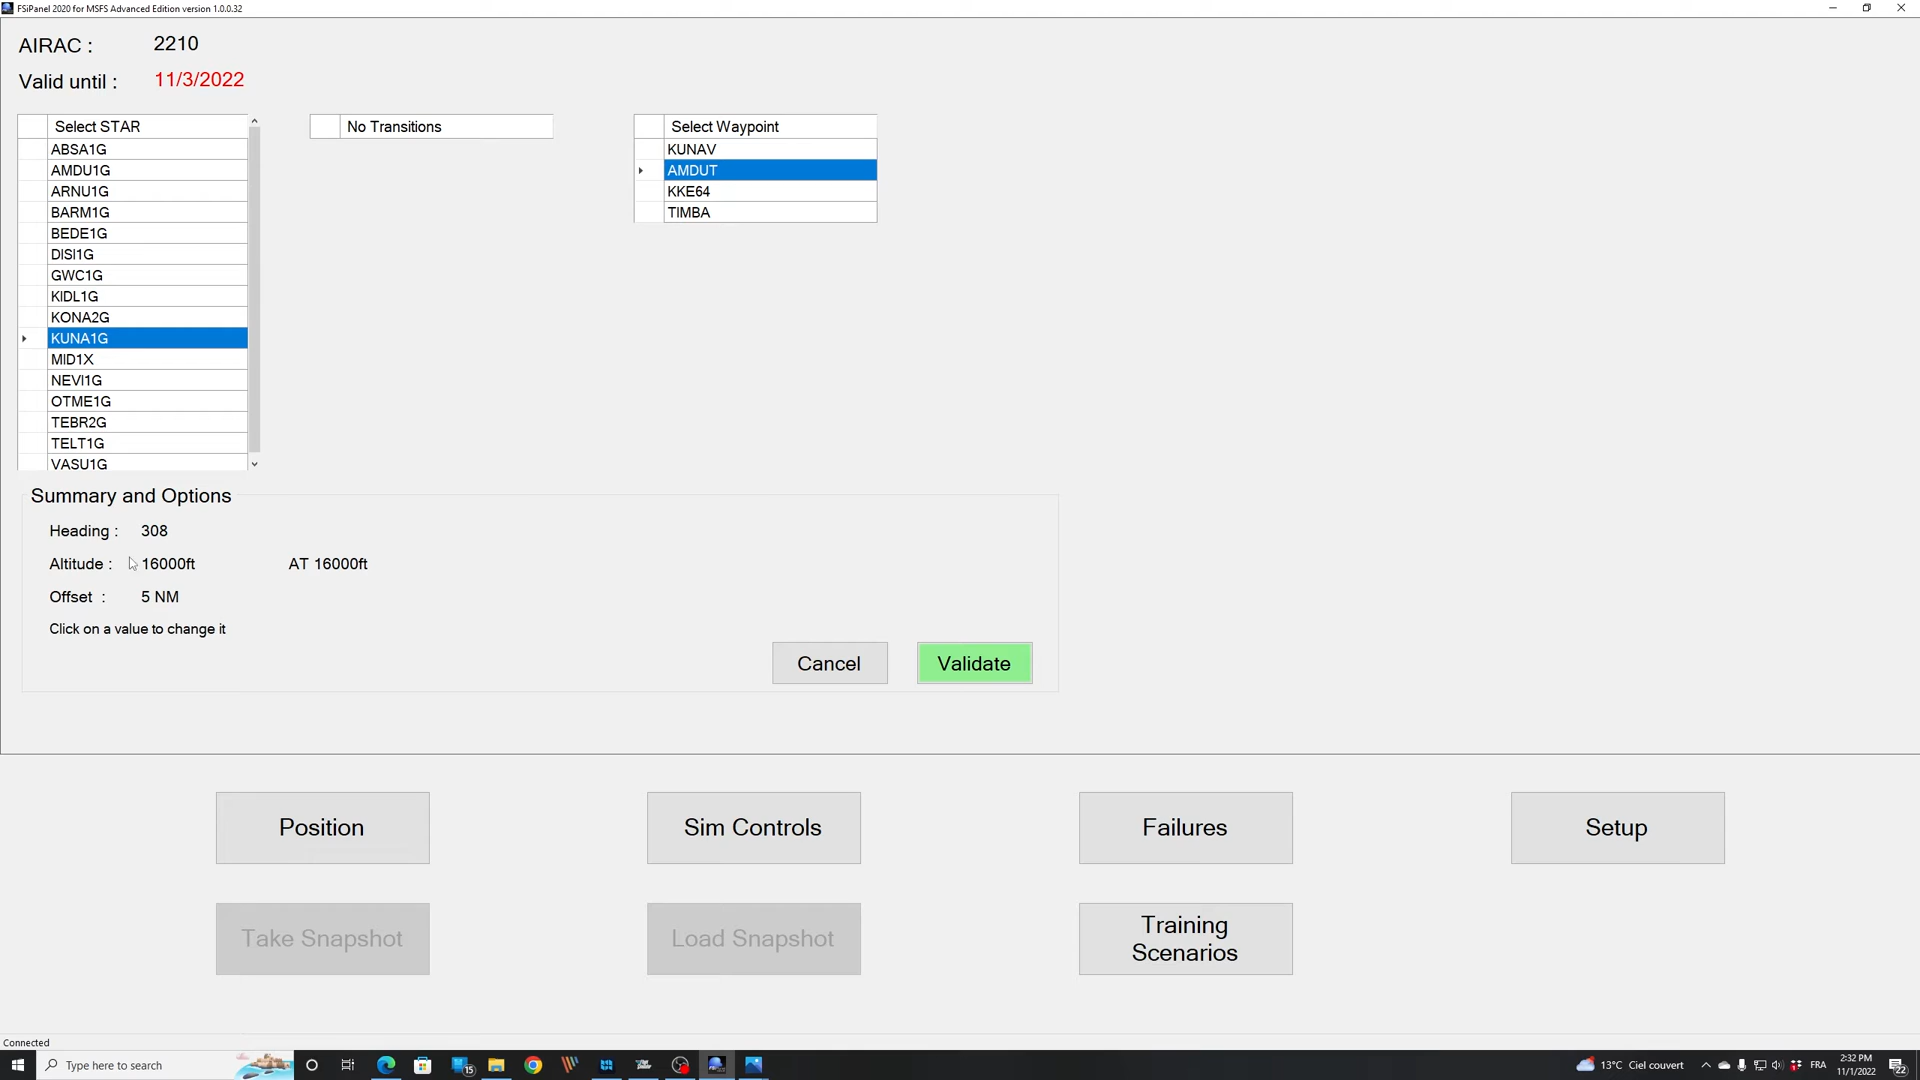 FSiPanel 2020 for MSFS Advanced Edition version 1.0.0.32
AIRAC : 2210
Valid until : 11/3/2022
Select STAR
ABSA1G
AMDU1G
ARNU1G
BARM1G
BEDE1G
DISI1G
GWC1G
KIDL1G
KONA2G
KUNA1G
MID1X
NEVI1G
OTME1G
TEBR2G
TELT1G
VASU1G
No Transitions
Select Waypoint
KUNAV
AMDUT
KKE64
TIMBA
Summary and Options
Heading : 308
Altitude : 16000ft AT 16000ft
Offset : 5 NM
Click on a value to change it
Cancel Validate
Position Sim Controls Failures Setup
Take Snapshot Load Snapshot Training
Scenarios
Connected
Type here to search
15
13°C Ciel couvert
FRA
2:32 PM
11/1/2022
22